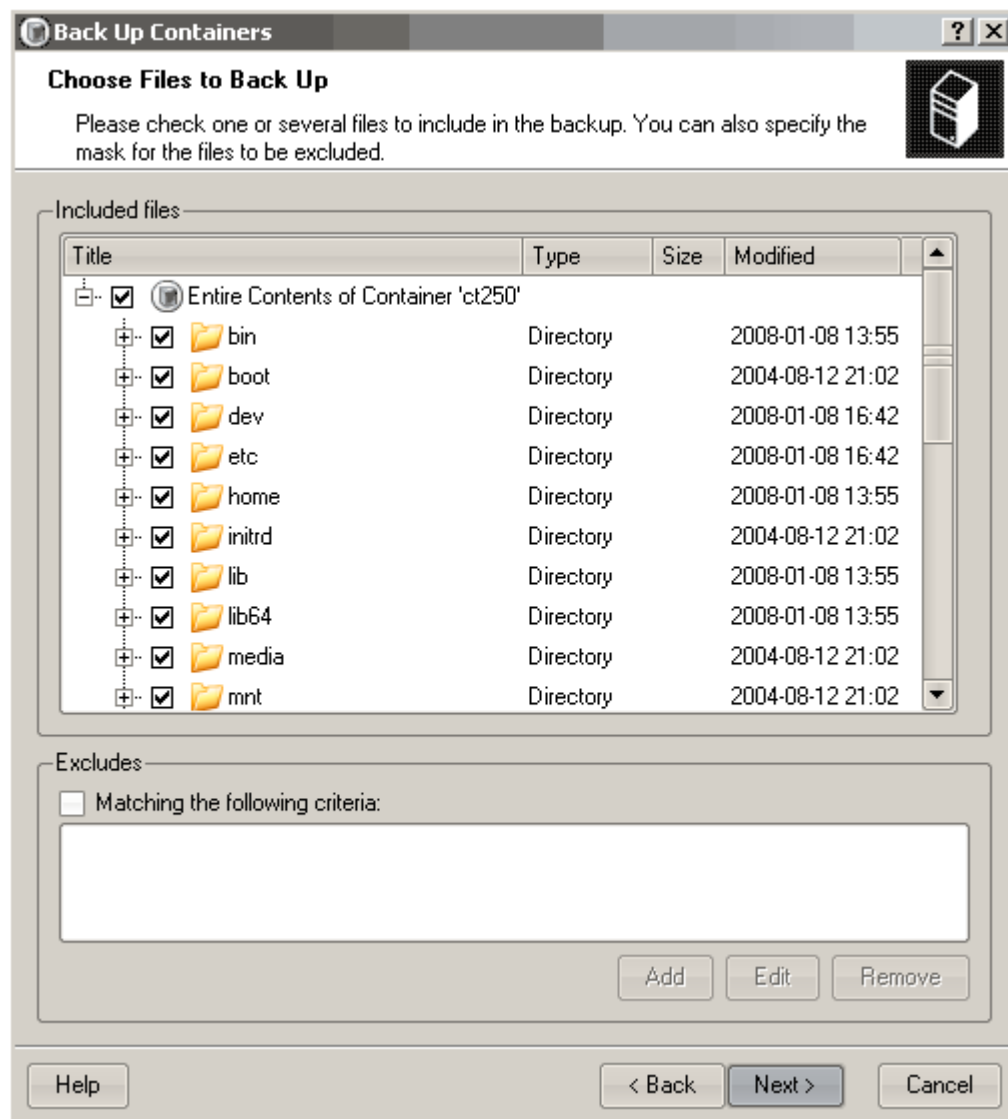 Back Up Containers
Choose Files to Back Up
Please check one or several files to include in the backup. You can also specify the
mask for the files to be excluded.
Included files
Title Type Size Modified
Entire Contents of Container 'ct250'
bin Directory 2008-01-08 13:55
boot Directory 2004-08-12 21:02
dev Directory 2008-01-08 16:42
etc Directory 2008-01-08 16:42
home Directory 2008-01-08 13:55
initrd Directory 2004-08-12 21:02
lib Directory 2008-01-08 13:55
lib64 Directory 2008-01-08 13:55
media Directory 2004-08-12 21:02
mnt Directory 2004-08-12 21:02
Excludes
Matching the following criteria:
Add Edit Remove
Help < Back Next > Cancel